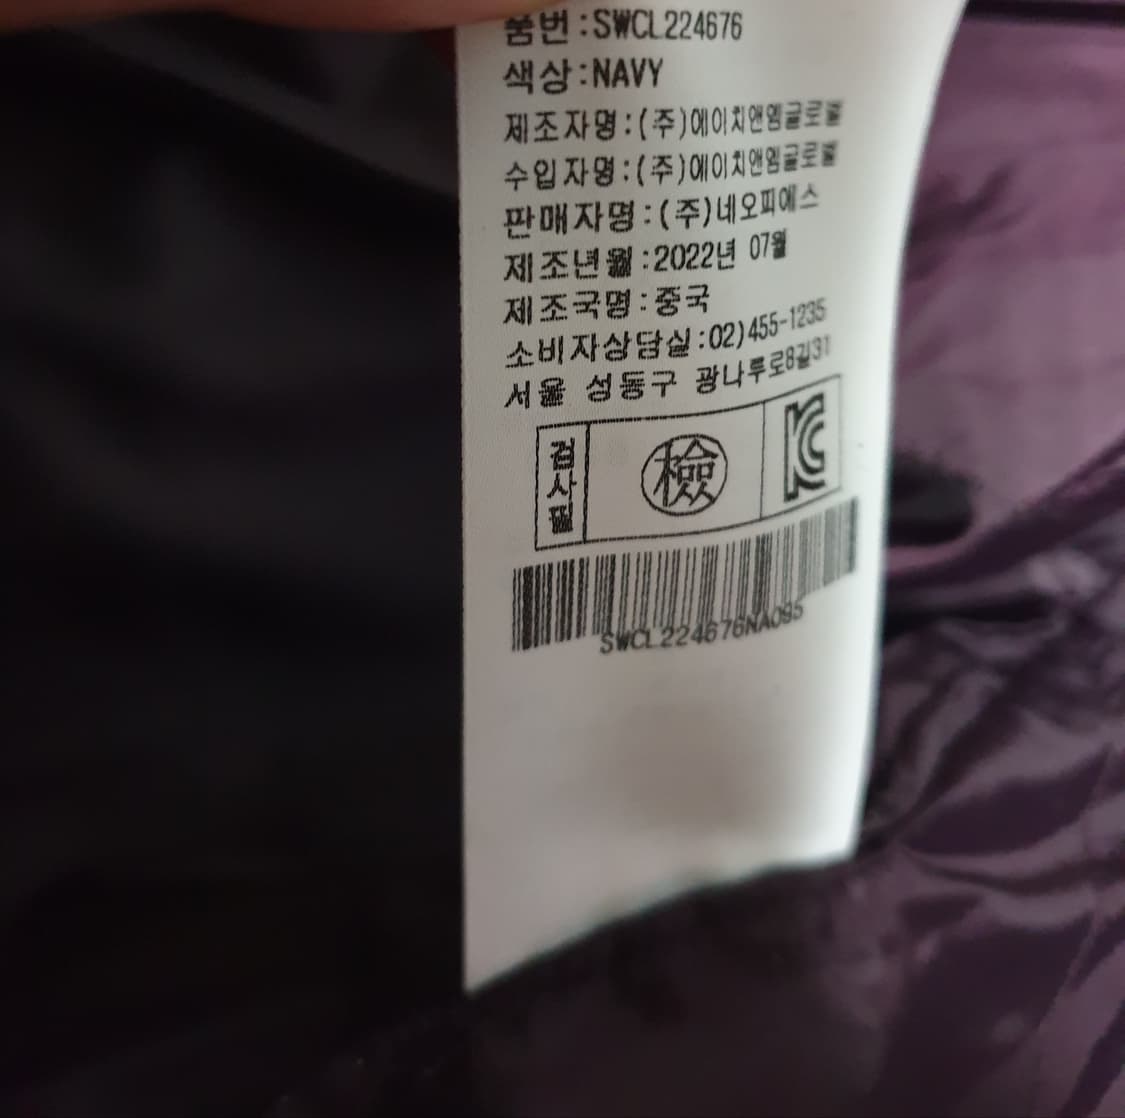 품번:SWCL224676
색상:NAVY
제조자명:(주)에이치앤엠글로벌
수입자명:(주)에이치앤엠글로벌
판매자명:(주)네오피에스
제조년월:2022년 07월
제조국명:중국
소비자상담실:02)455-1235
서울 성동구 광나루로8길31
검사필
檢
KC
SWCL224676NA095